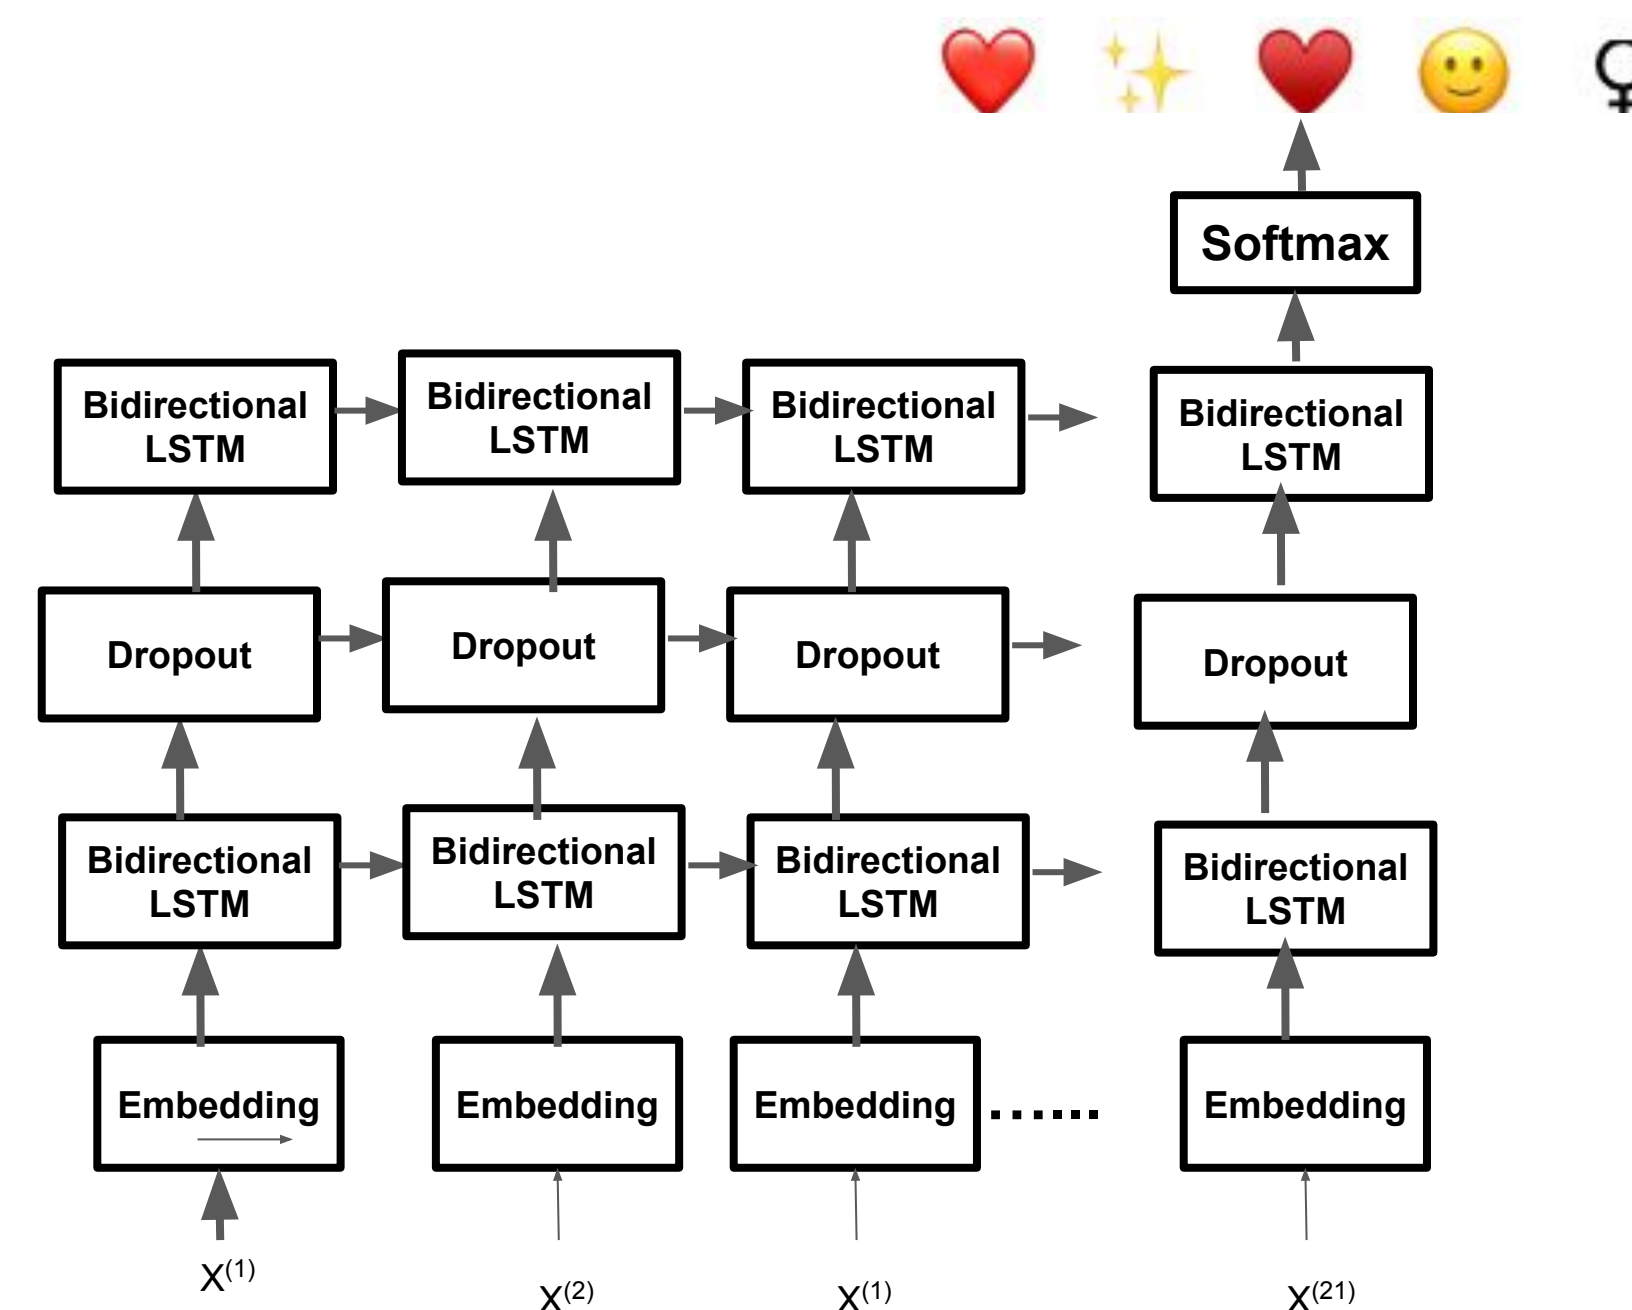 Softmax
Bidirectional
LSTM
Bidirectional
LSTM
Bidirectional
LSTM
Bidirectional
LSTM
Dropout
Dropout
Dropout
Dropout
Bidirectional
LSTM
Bidirectional
LSTM
Bidirectional
LSTM
Bidirectional
LSTM
Embedding
Embedding
Embedding
......
Embedding
X(1)
X(2)
X(1)
X(21)